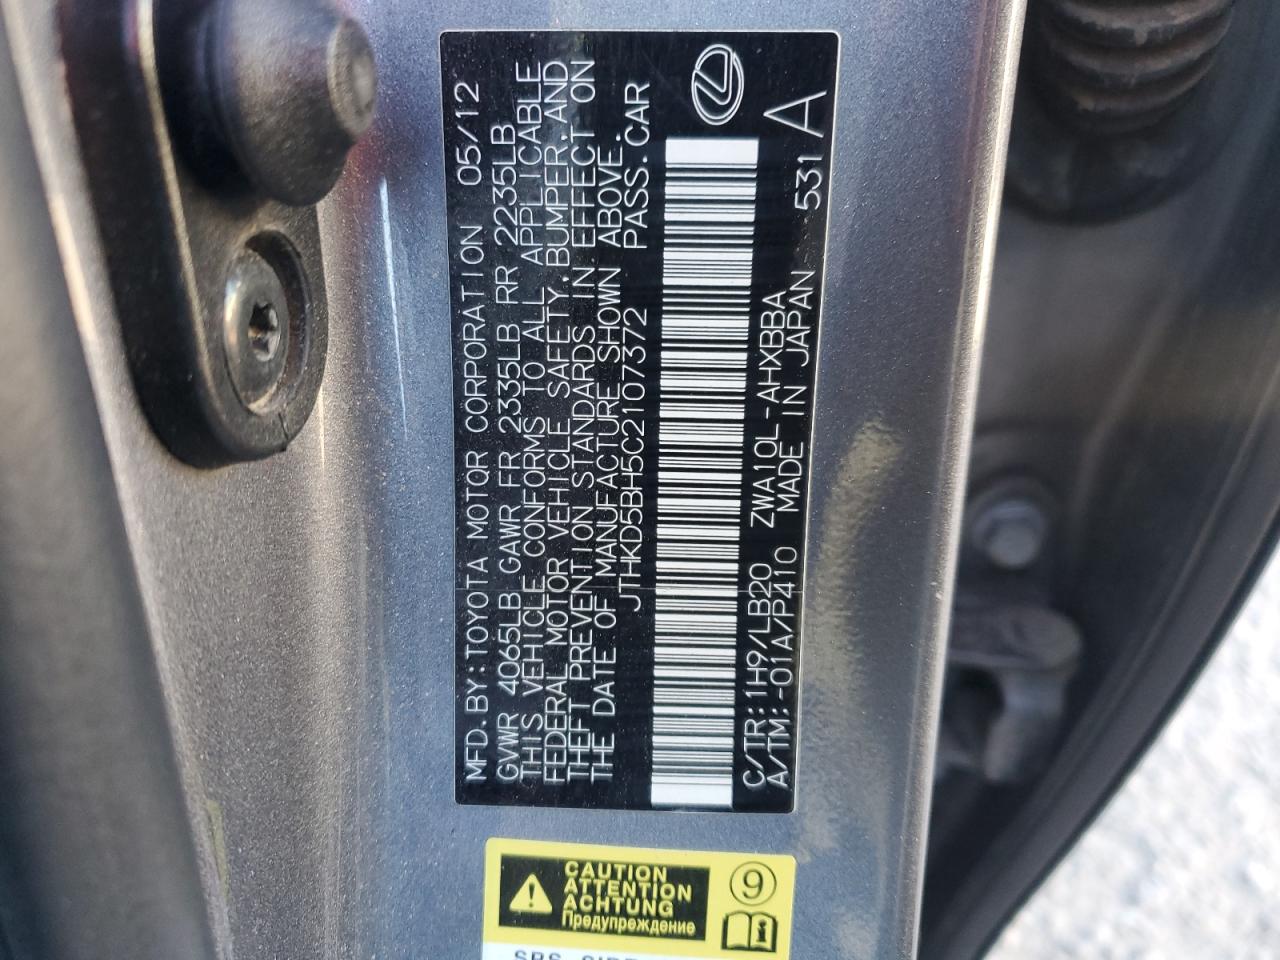 MFD.BY:TOYOTA MOTOR CORPORATION 05/12
GVWR 4065LB GAWR FR 2335LB RR 2235LB
THIS VEHICLE CONFORMS TO ALL APPLICABLE
FEDERAL MOTOR VEHICLE SAFETY,BUMPER,AND
THEFT PREVENTION STANDARDS IN EFFECT ON
THE DATE OF MANUFACTURE SHOWN ABOVE.
JTHKD5BH5C2107372 PASS.CAR
C/TR:1H9/LB20 ZWA10L-AHXBBA 531 A
A/TM:-01A/P410 MADE IN JAPAN
CAUTION
ATTENTION
ACHTUNG
Предупреждение
9
SRS SIDE